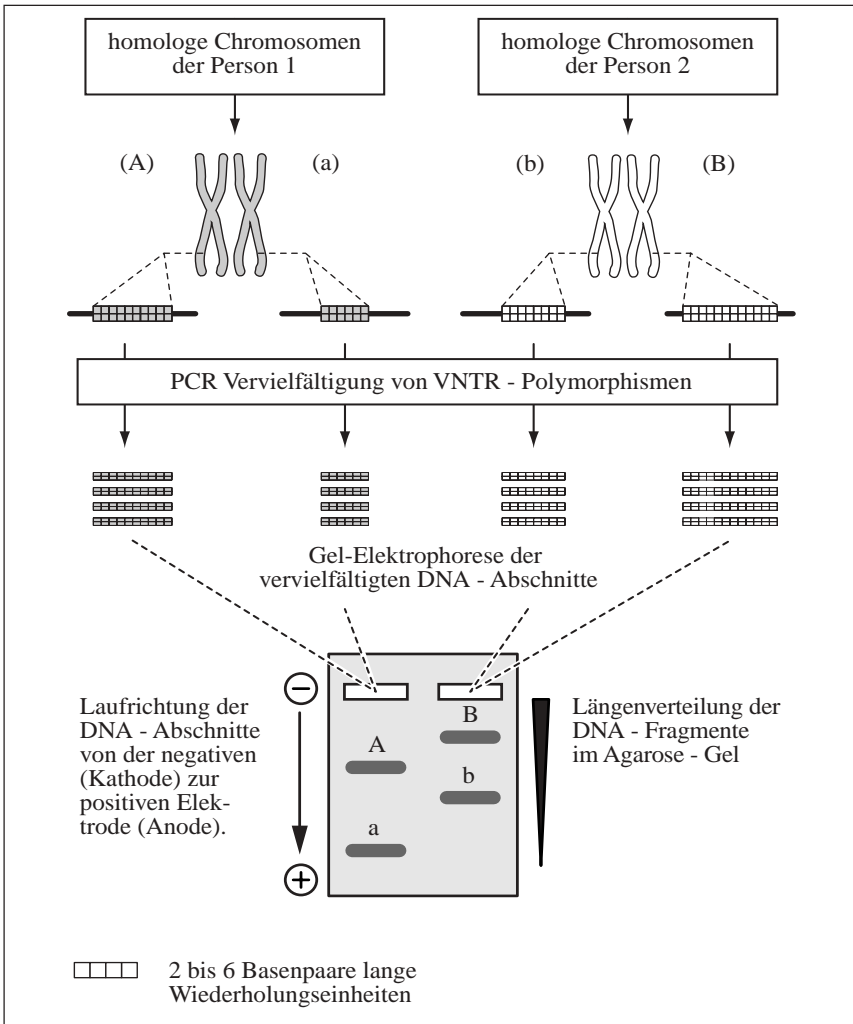 homologe Chromosomen
der Person 1
homologe Chromosomen
der Person 2
(A)
(a)
(b)
(B)
PCR Vervielfältigung von VNTR - Polymorphismen
Gel-Elektrophorese der
vervielfältigten DNA - Abschnitte
Laufrichtung der
DNA - Abschnitte
von der negativen
(Kathode) zur
positiven Elek-
trode (Anode).
−
+
A
a
B
b
Längenverteilung der
DNA - Fragmente
im Agarose - Gel
2 bis 6 Basenpaare lange
Wiederholungseinheiten